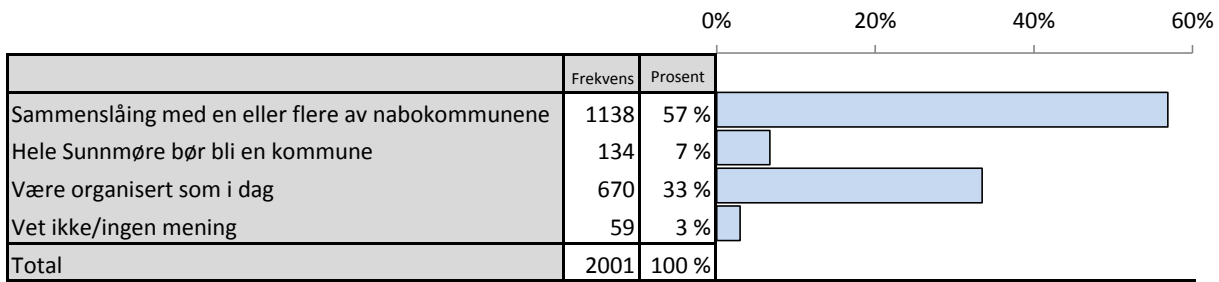 0% 20% 40% 60%
Frekvens Prosent
Sammenslåing med en eller flere av nabokommunene 1138 57 %
Hele Sunnmøre bør bli en kommune 134 7 %
Være organisert som i dag 670 33 %
Vet ikke/ingen mening 59 3 %
Total 2001 100 %